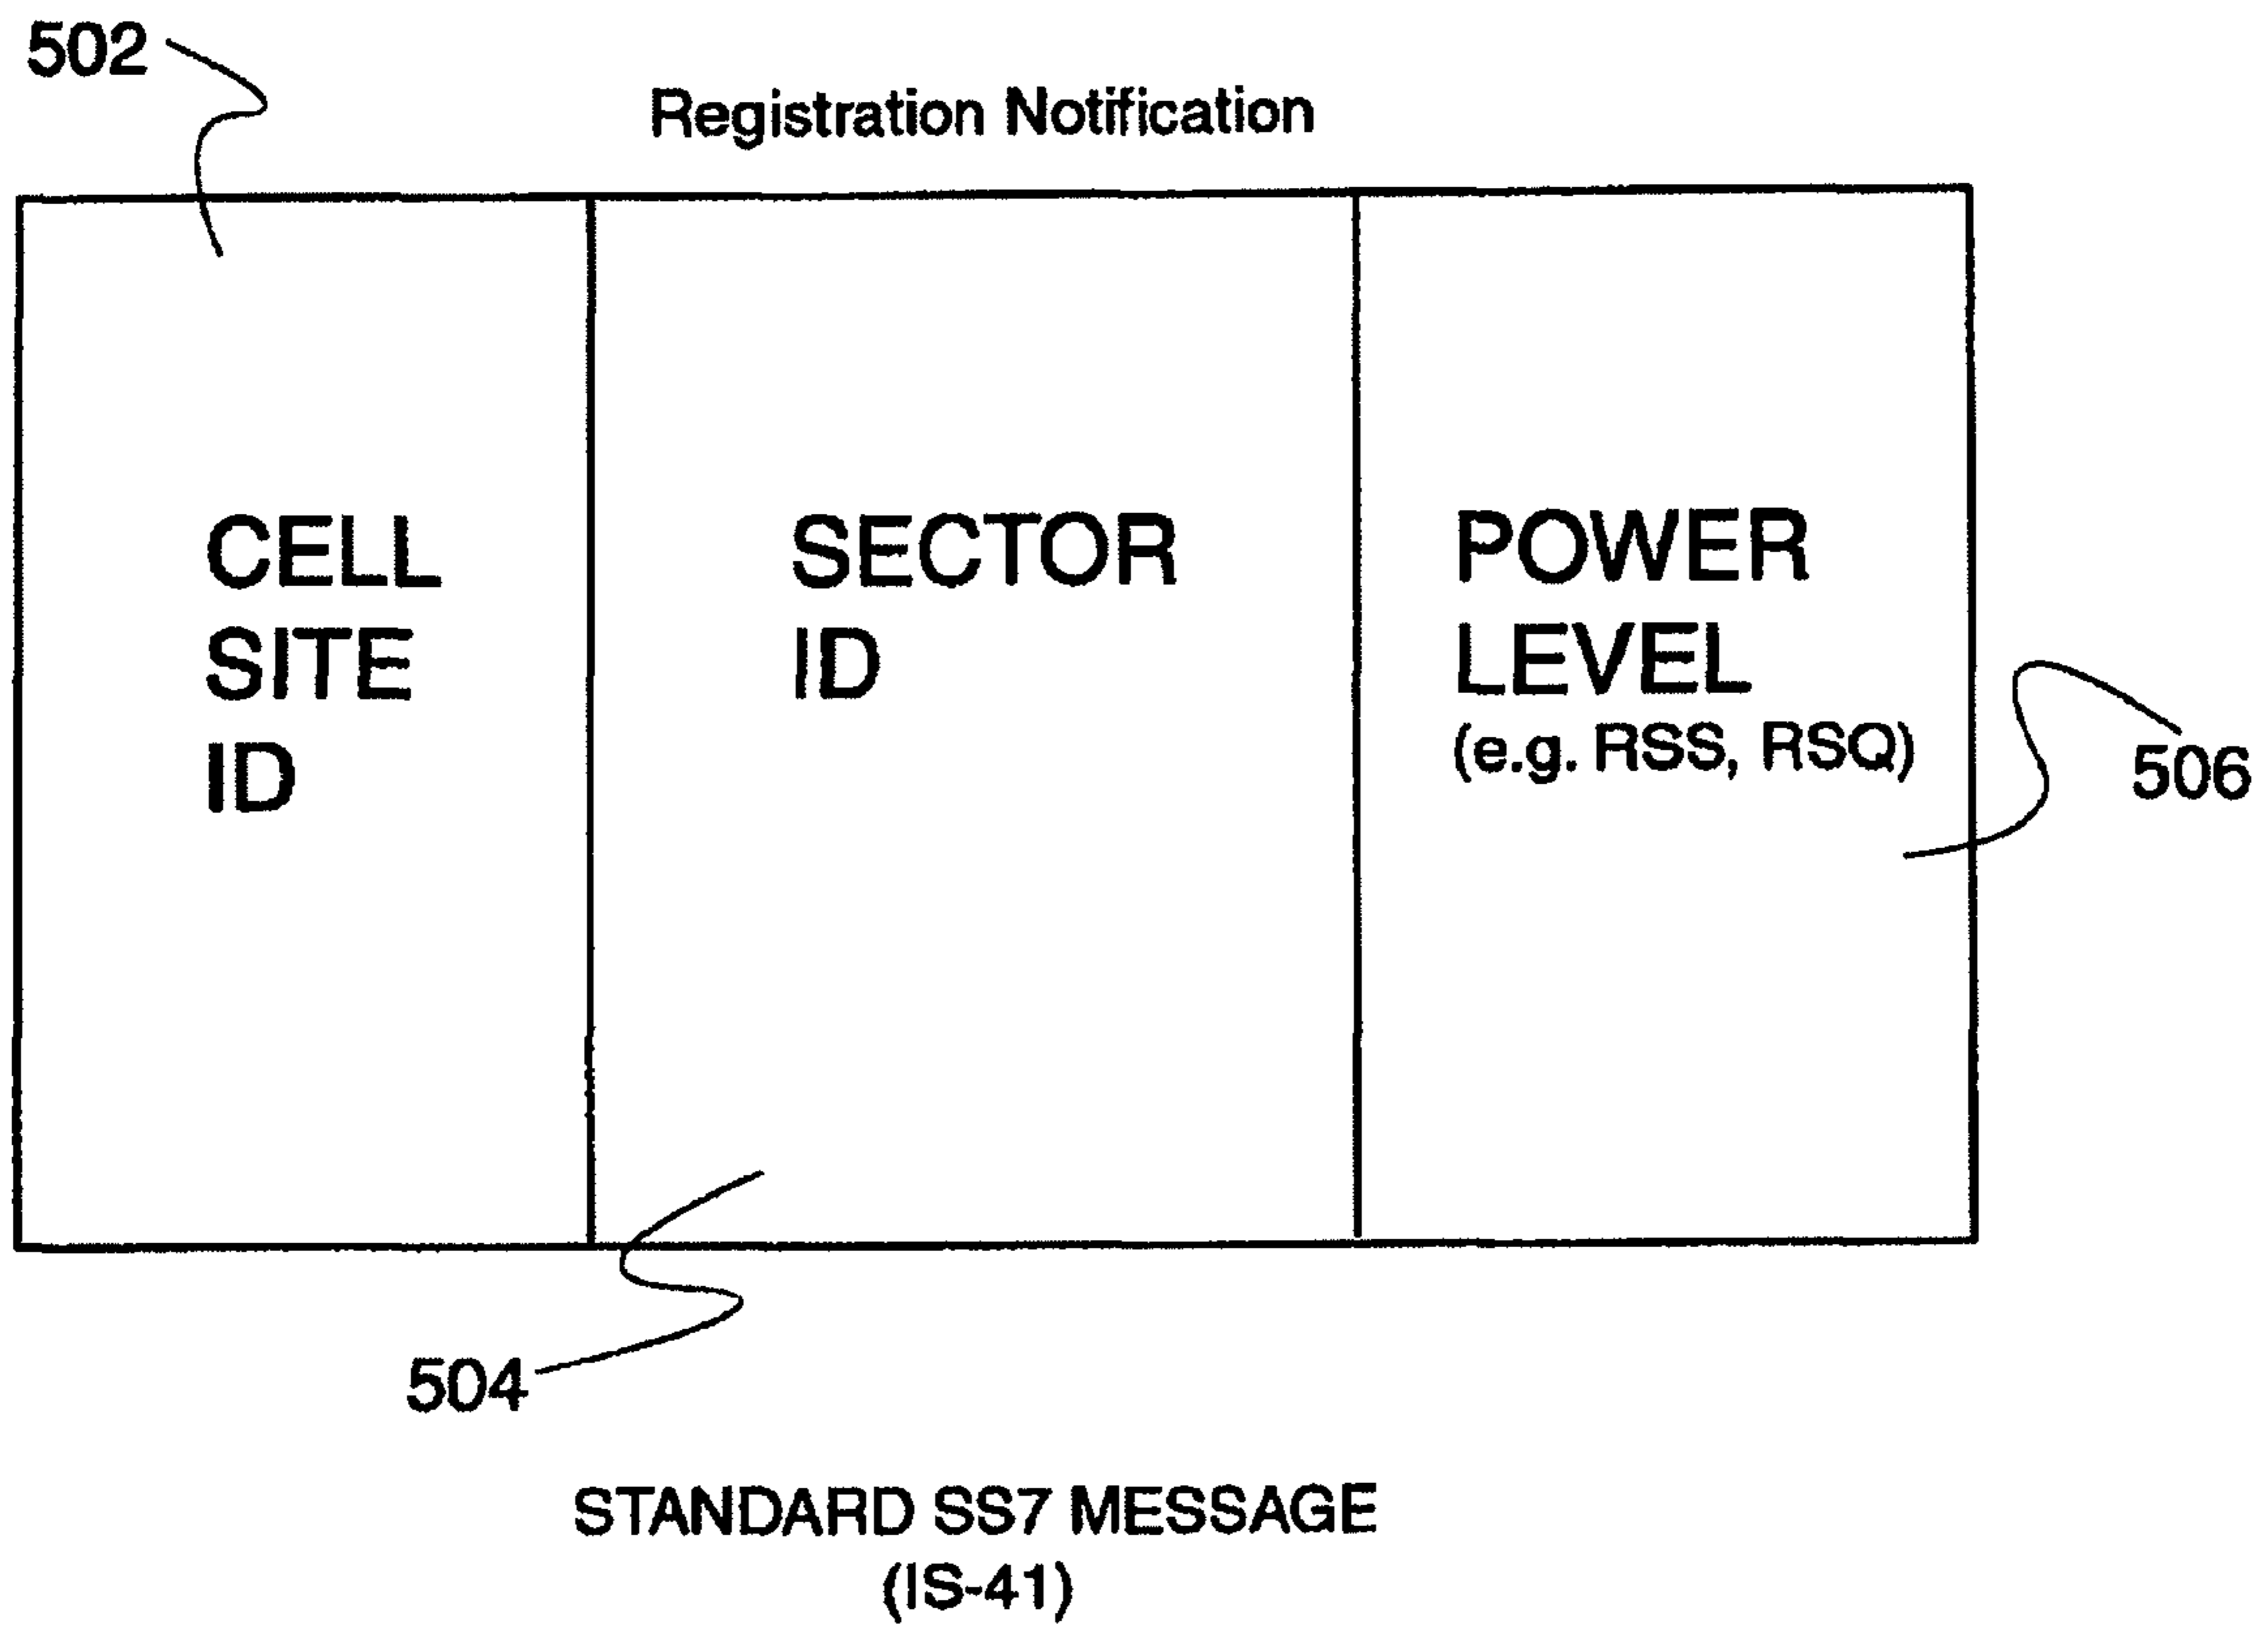 502
Registration Notification
CELL
SITE
ID
SECTOR
ID
POWER
LEVEL
(e.g. RSS, RSQ)
506
504
STANDARD SS7 MESSAGE
(IS-41)